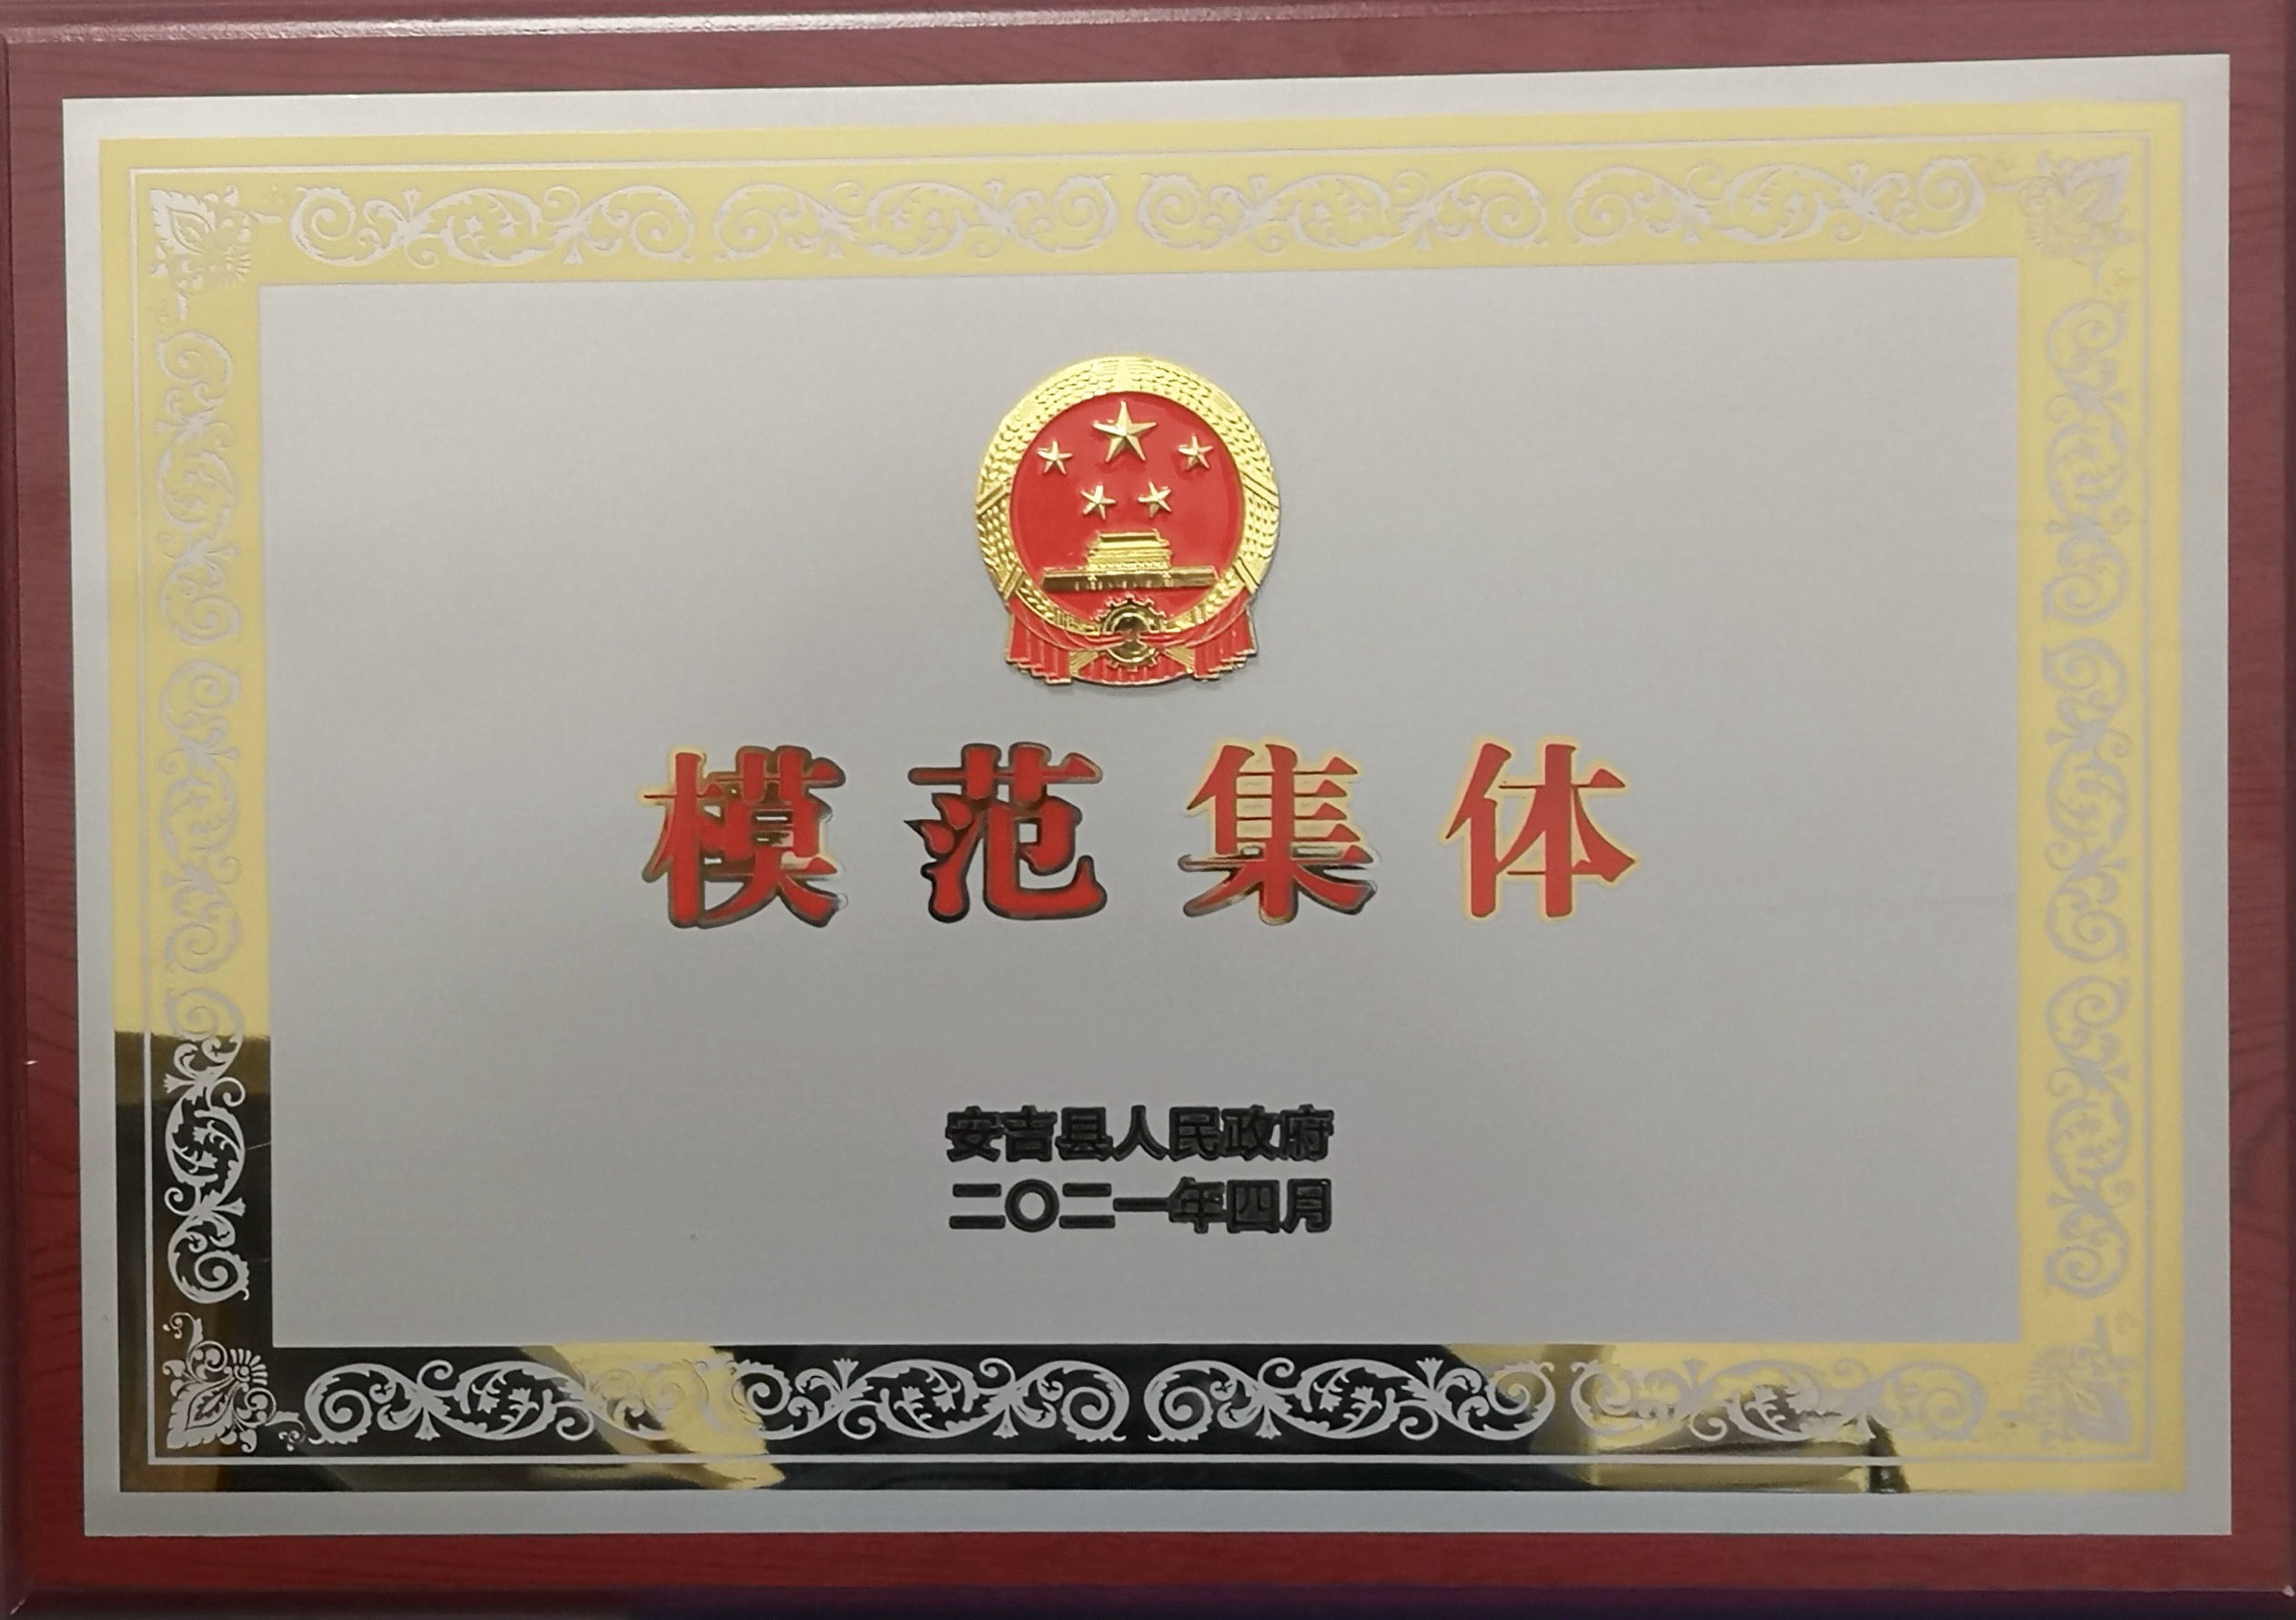 模范集体
安吉县人民政府
二〇二一年四月